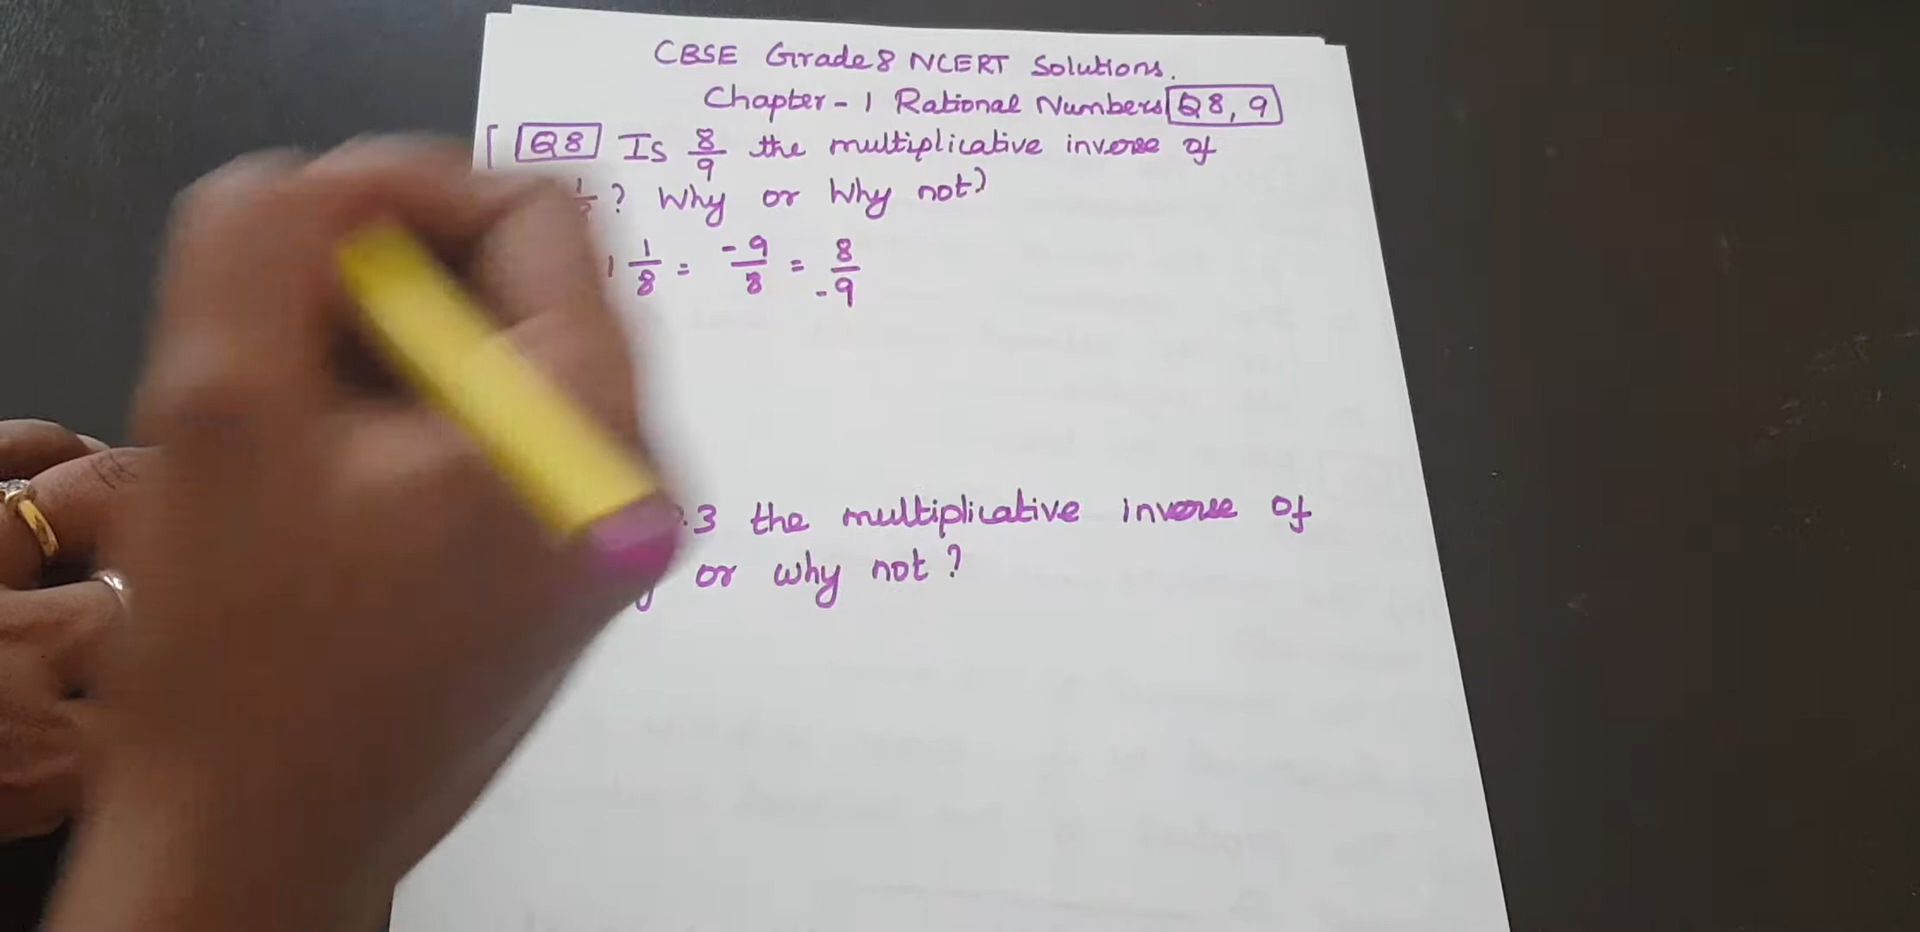 CBSE Grade 8 NCERT Solutions.
Chapter - 1 Rational Numbers Q8, 9
Q8 Is 8/9 the multiplicative inverse of
? Why or Why not?
1 1/8 = -9/8 = 8/-9
.3 the multiplicative inverse of
or why not?